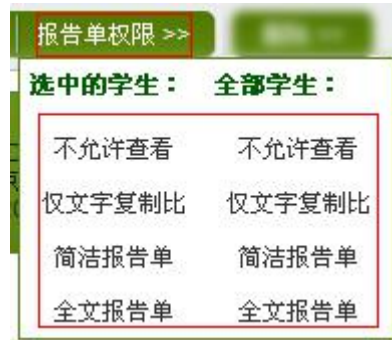 报告单权限 >>
选中的学生： 全部学生：
不允许查看 不允许查看
仅文字复制比 仅文字复制比
简洁报告单 简洁报告单
全文报告单 全文报告单